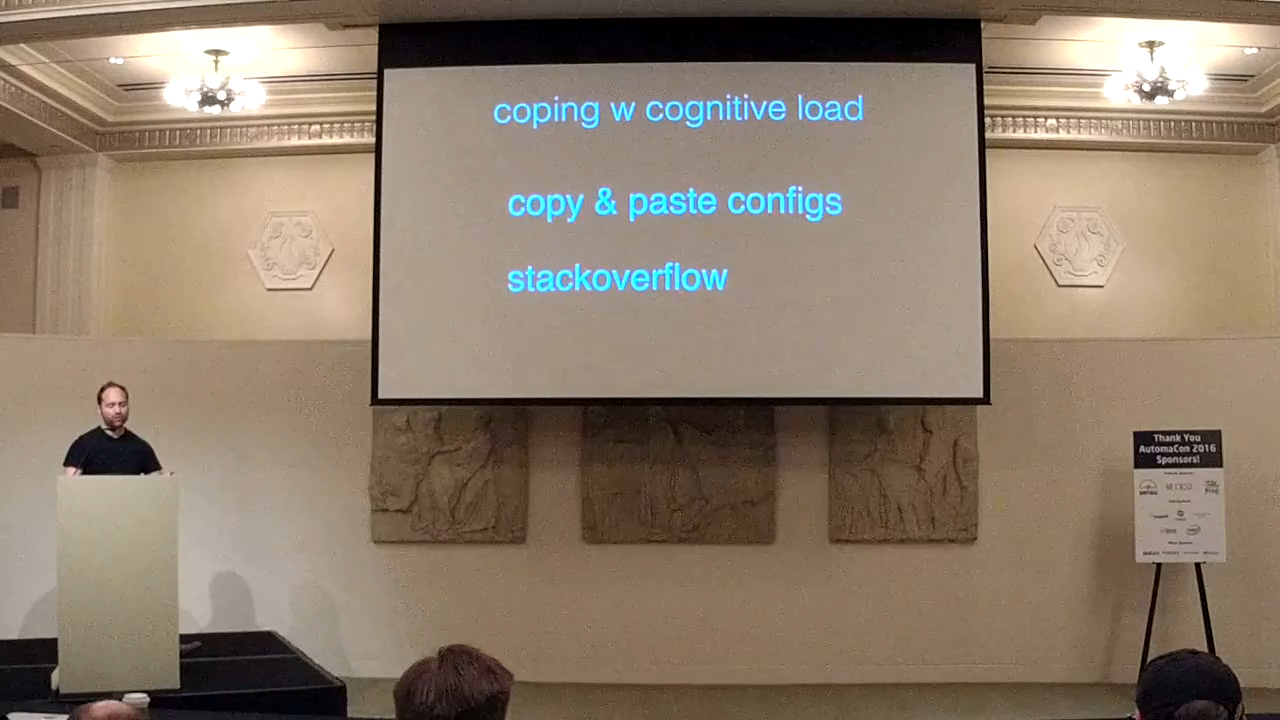 coping w cognitive load
copy & paste configs
stackoverflow
Thank You
AutomaCon 2016
Sponsors!